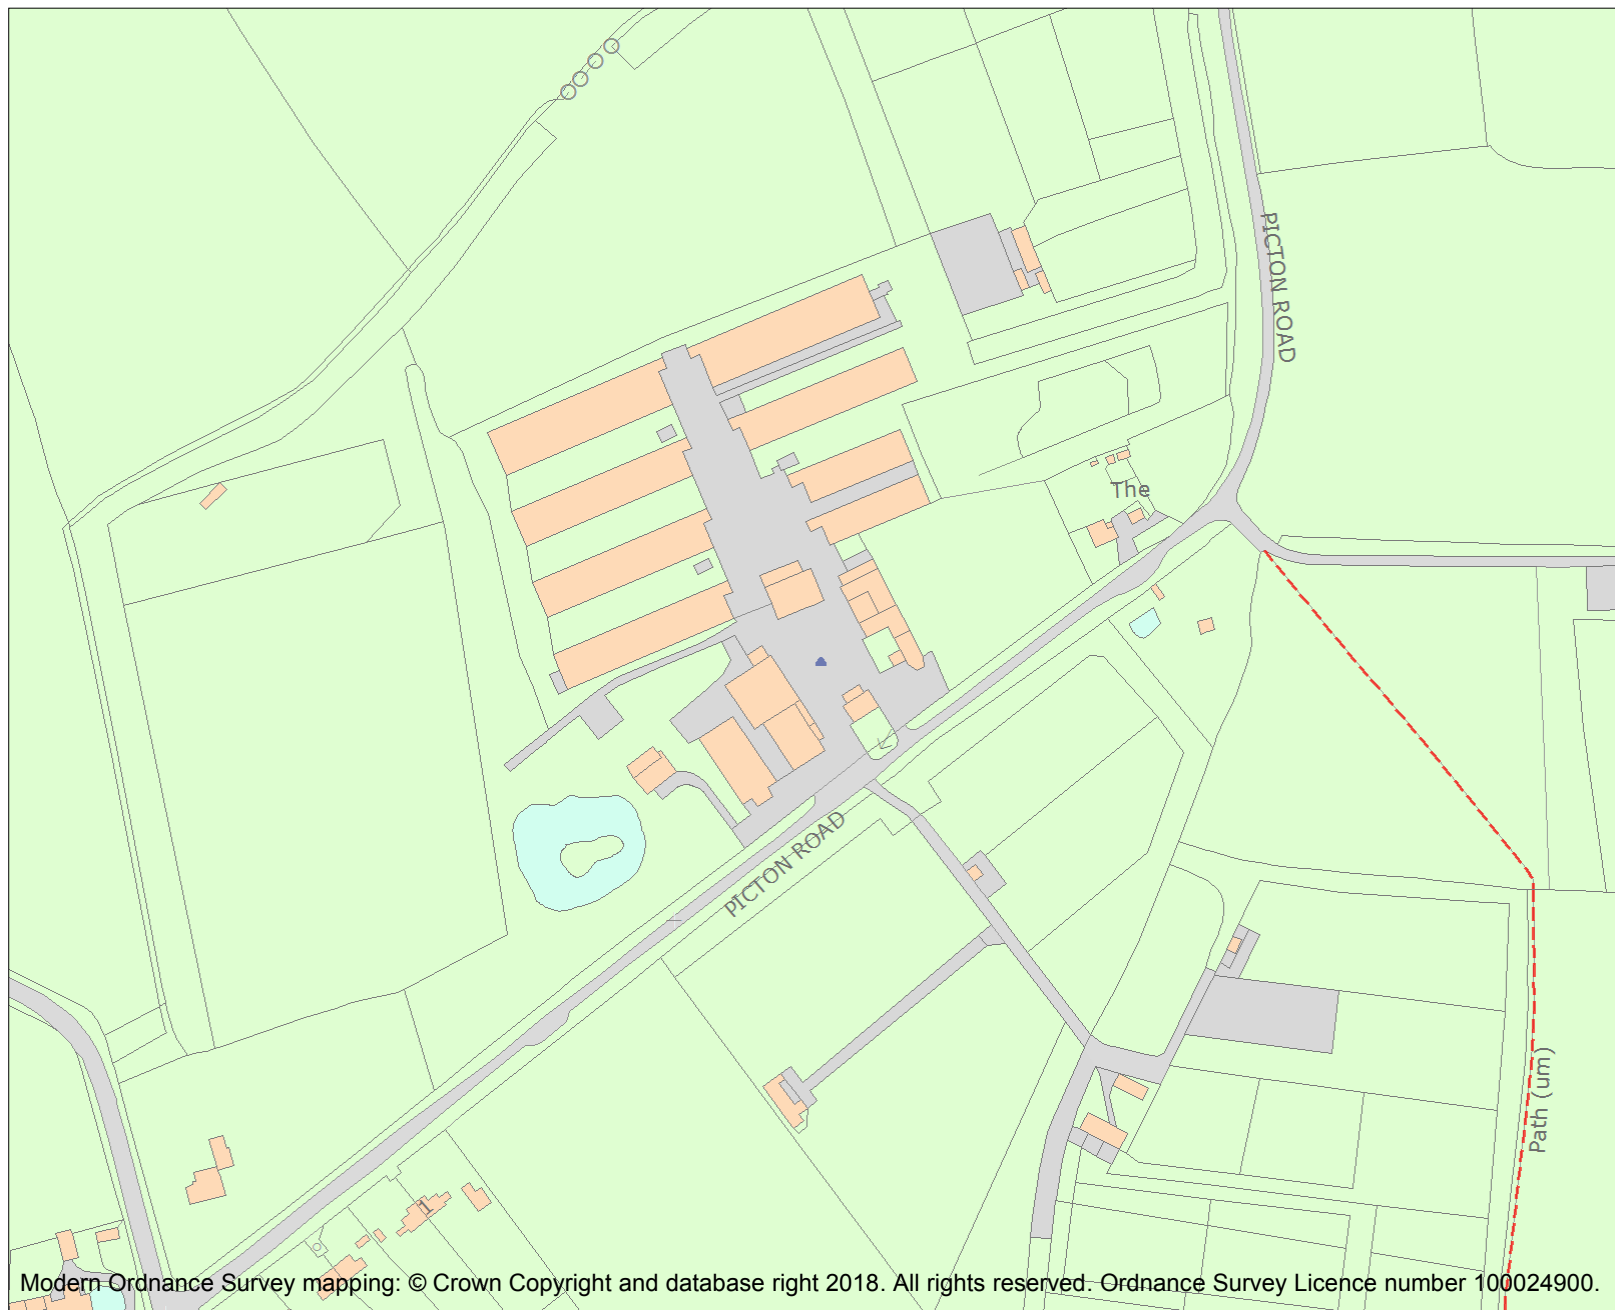 PICTON ROAD
The
PICTON ROAD
Path (um)
1
Modern Ordnance Survey mapping: © Crown Copyright and database right 2018. All rights reserved. Ordnance Survey Licence number 100024900.